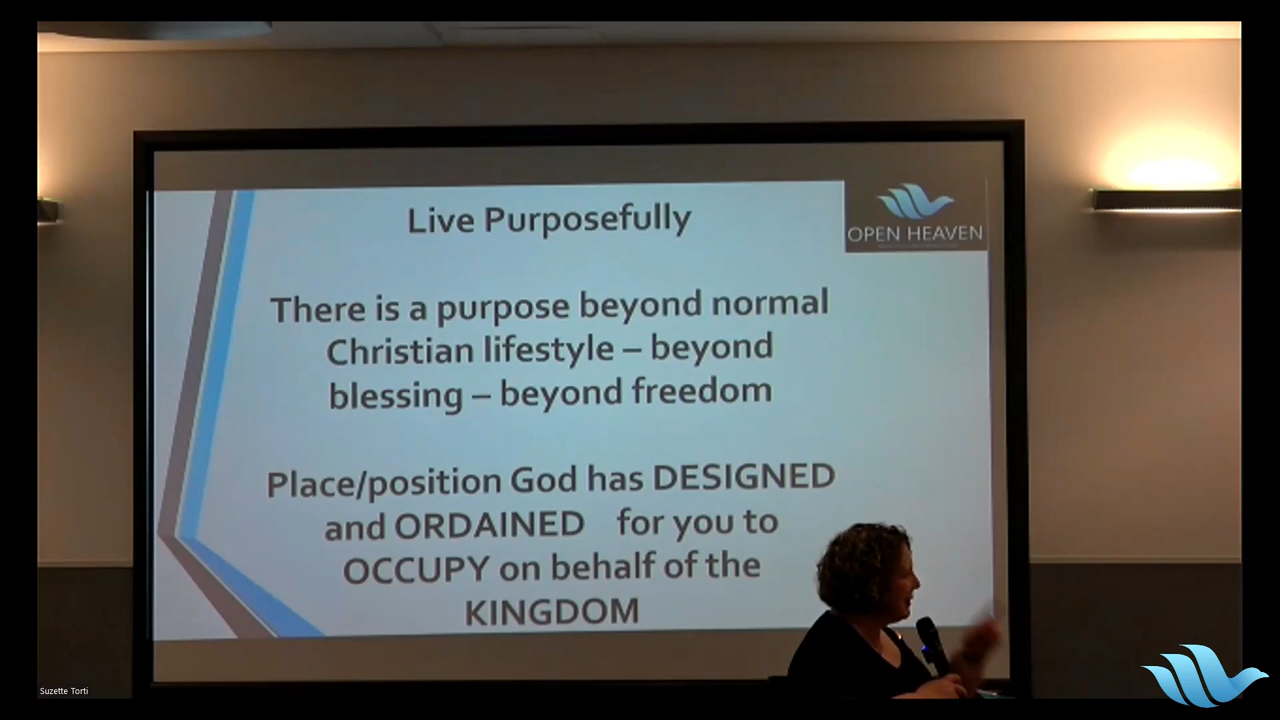 Live Purposefully
OPEN HEAVEN
There is a purpose beyond normal
Christian lifestyle – beyond
blessing – beyond freedom
Place/position God has DESIGNED
and ORDAINED for you to
OCCUPY on behalf of the
KINGDOM
Suzette Torti